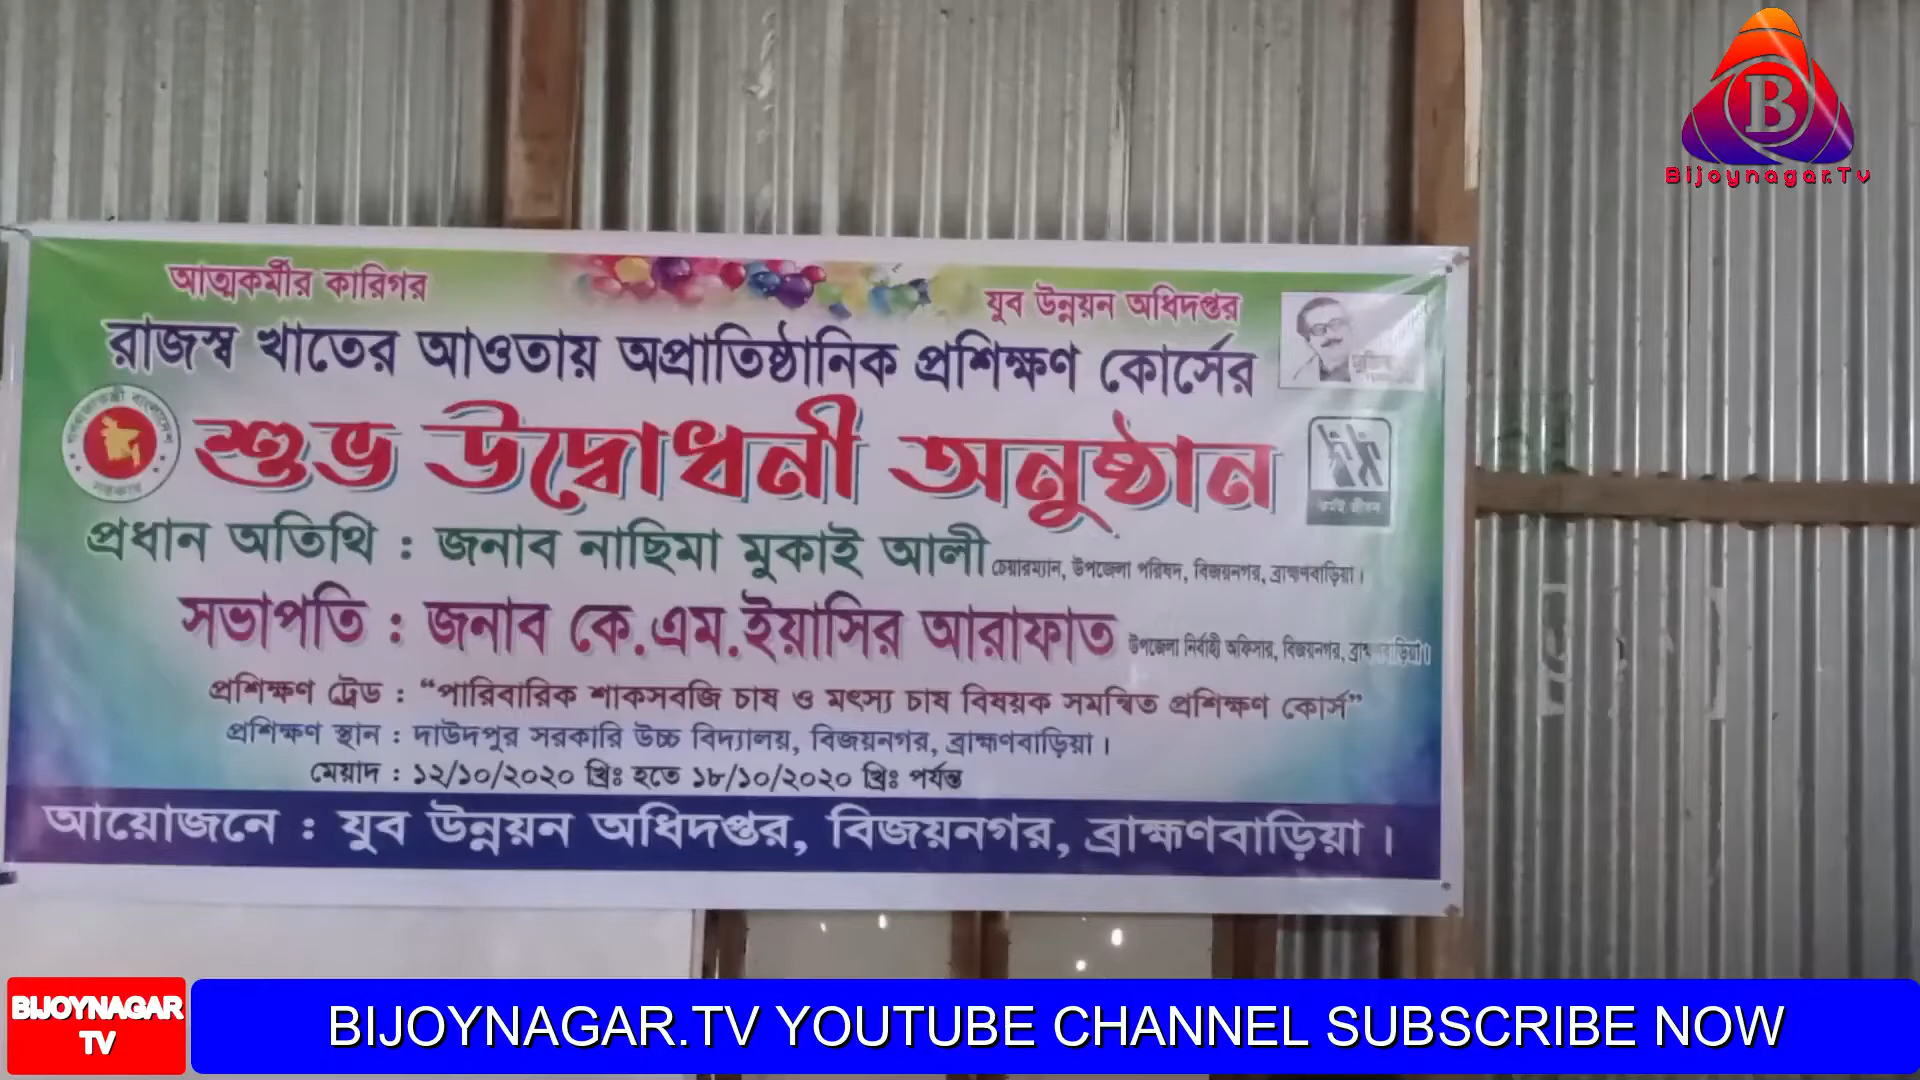 Bijoynagar.Tv
আত্মকর্মীর কারিগর
যুব উন্নয়ন অধিদপ্তর
রাজস্ব খাতের আওতায় অপ্রাতিষ্ঠানিক প্রশিক্ষণ কোর্সের
শুভ উদ্বোধনী অনুষ্ঠান
প্রধান অতিথি : জনাব নাছিমা মুকাই আলী চেয়ারম্যান, উপজেলা পরিষদ, বিজয়নগর, ব্রাহ্মণবাড়িয়া।
সভাপতি : জনাব কে.এম.ইয়াসির আরাফাত উপজেলা নির্বাহী অফিসার, বিজয়নগর, ব্রাহ্মণবাড়িয়া।
প্রশিক্ষণ ট্রেড : “পারিবারিক শাকসবজি চাষ ও মৎস্য চাষ বিষয়ক সমন্বিত প্রশিক্ষণ কোর্স”
প্রশিক্ষণ স্থান : দাউদপুর সরকারি উচ্চ বিদ্যালয়, বিজয়নগর, ব্রাহ্মণবাড়িয়া।
মেয়াদ : ১২/১০/২০২০ খ্রিঃ হতে ১৮/১০/২০২০ খ্রিঃ পর্যন্ত
আয়োজনে : যুব উন্নয়ন অধিদপ্তর, বিজয়নগর, ব্রাহ্মণবাড়িয়া।
BIJOYNAGAR
TV
BIJOYNAGAR.TV YOUTUBE CHANNEL SUBSCRIBE NOW